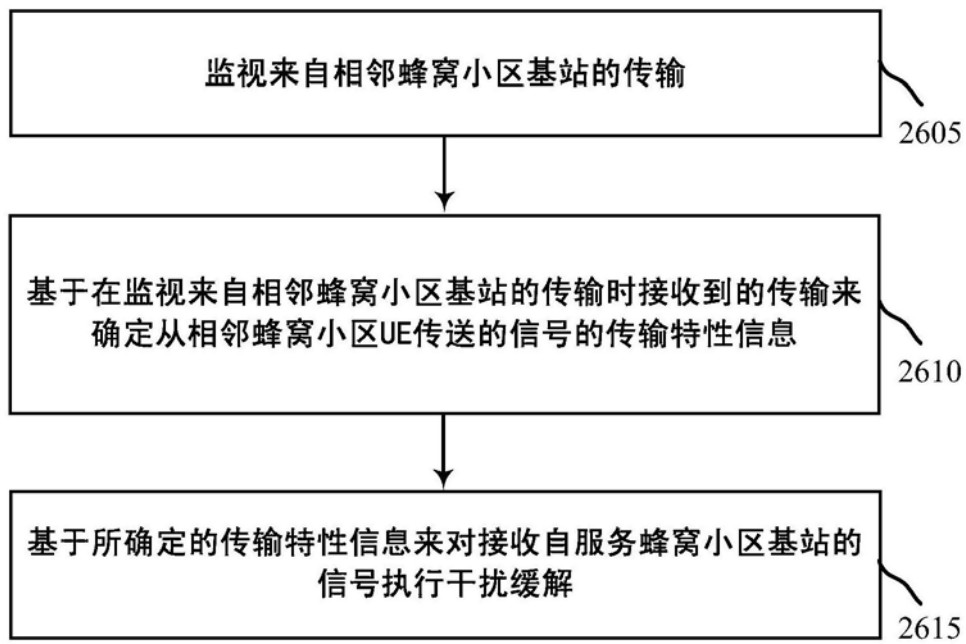 监视来自相邻蜂窝小区基站的传输
2605
基于在监视来自相邻蜂窝小区基站的传输时接收到的传输来
确定从相邻蜂窝小区UE传送的信号的传输特性信息
2610
基于所确定的传输特性信息来对接收自服务蜂窝小区基站的
信号执行干扰缓解
2615